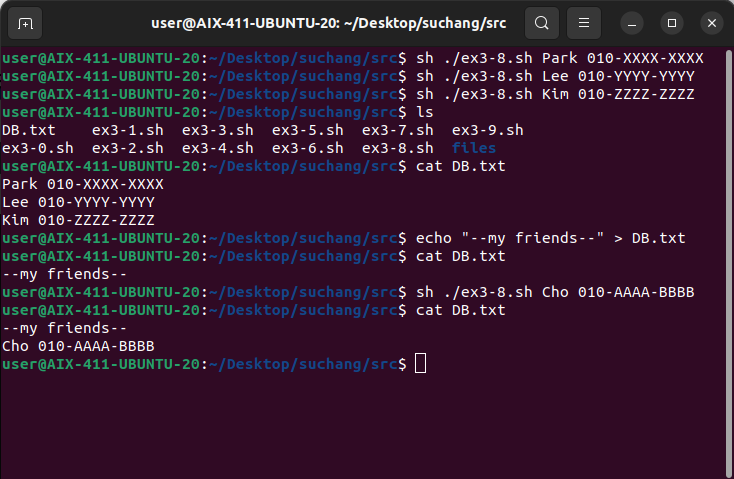 user@AIX-411-UBUNTU-20: ~/Desktop/suchang/src
user@AIX-411-UBUNTU-20:~/Desktop/suchang/src$ sh ./ex3-8.sh Park 010-XXXX-XXXX
user@AIX-411-UBUNTU-20:~/Desktop/suchang/src$ sh ./ex3-8.sh Lee 010-YYYY-YYYY
user@AIX-411-UBUNTU-20:~/Desktop/suchang/src$ sh ./ex3-8.sh Kim 010-ZZZZ-ZZZZ
user@AIX-411-UBUNTU-20:~/Desktop/suchang/src$ ls
DB.txt    ex3-1.sh  ex3-3.sh  ex3-5.sh  ex3-7.sh  ex3-9.sh
ex3-0.sh  ex3-2.sh  ex3-4.sh  ex3-6.sh  ex3-8.sh  files
user@AIX-411-UBUNTU-20:~/Desktop/suchang/src$ cat DB.txt
Park 010-XXXX-XXXX
Lee 010-YYYY-YYYY
Kim 010-ZZZZ-ZZZZ
user@AIX-411-UBUNTU-20:~/Desktop/suchang/src$ echo "--my friends--" > DB.txt
user@AIX-411-UBUNTU-20:~/Desktop/suchang/src$ cat DB.txt
--my friends--
user@AIX-411-UBUNTU-20:~/Desktop/suchang/src$ sh ./ex3-8.sh Cho 010-AAAA-BBBB
user@AIX-411-UBUNTU-20:~/Desktop/suchang/src$ cat DB.txt
--my friends--
Cho 010-AAAA-BBBB
user@AIX-411-UBUNTU-20:~/Desktop/suchang/src$